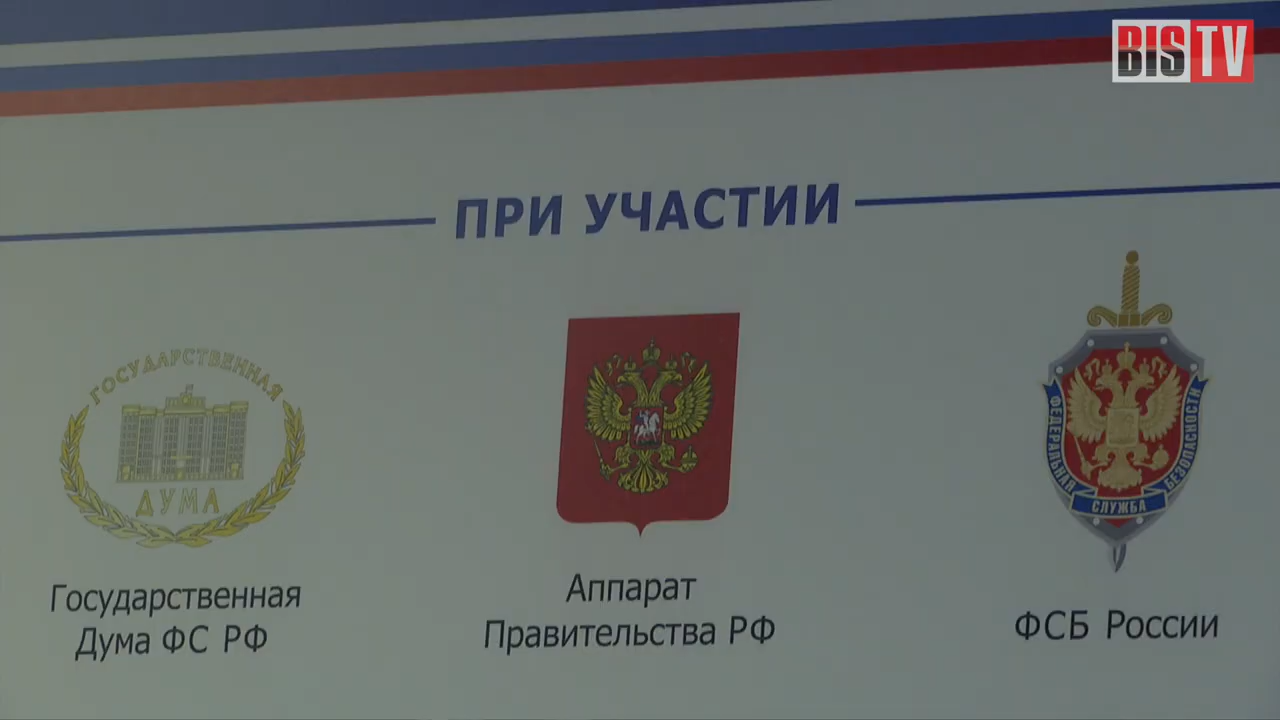 BISTV
ПРИ УЧАСТИИ
ГОСУДАРСТВЕННАЯ
ДУМА
ФЕДЕРАЛЬНАЯ
СЛУЖБА
БЕЗОПАСНОСТИ
Государственная
Дума ФС РФ
Аппарат
Правительства РФ
ФСБ России